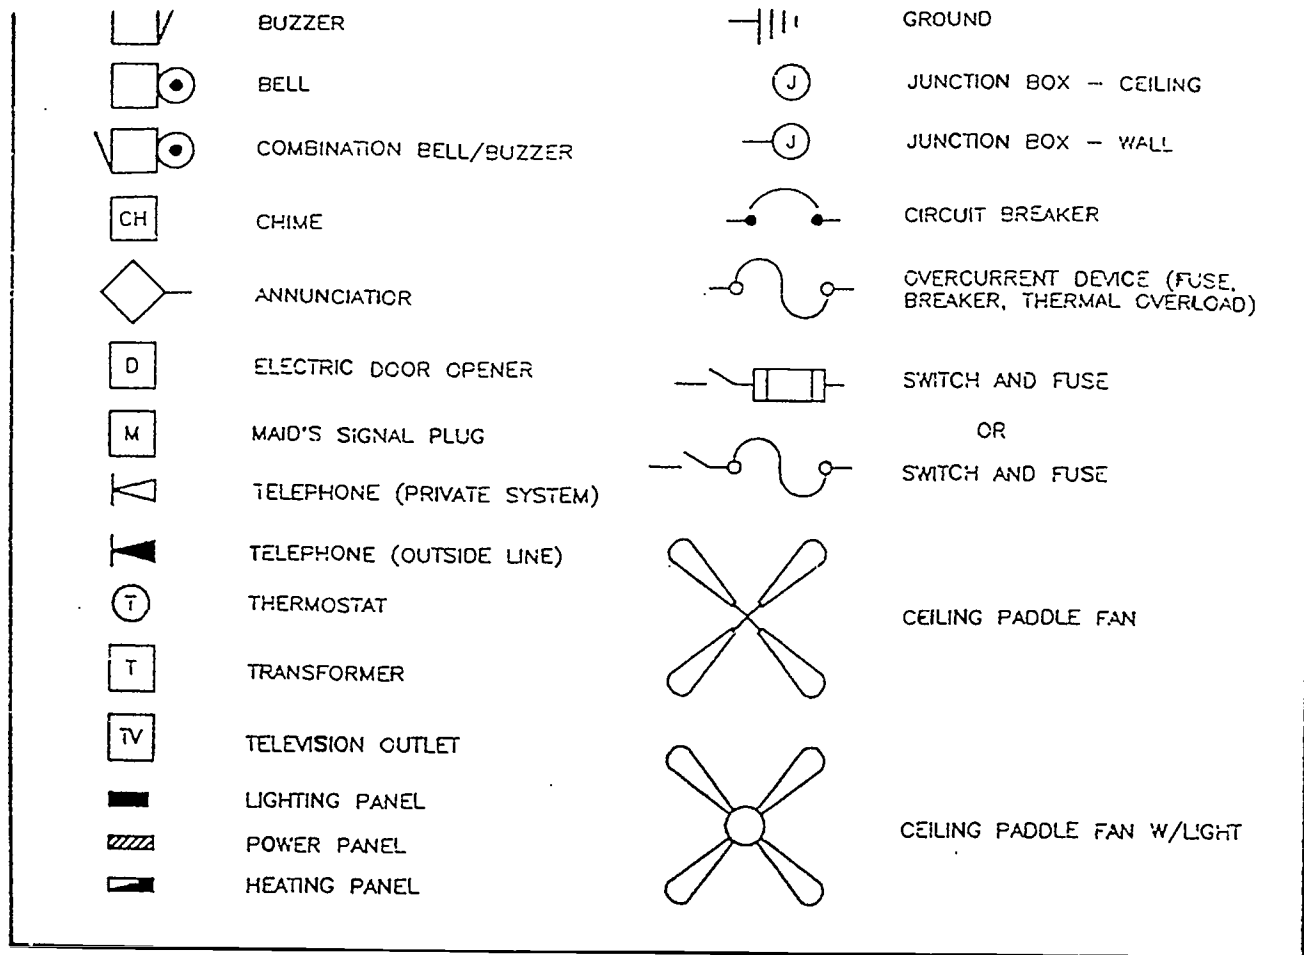 BUZZER
BELL
COMBINATION BELL/BUZZER
CH CHIME
ANNUNCIATIOR
D ELECTRIC DOOR OPENER
M MAID'S SIGNAL PLUG
TELEPHONE (PRIVATE SYSTEM)
TELEPHONE (OUTSIDE LINE)
T THERMOSTAT
T TRANSFORMER
TV TELEVISION OUTLET
LIGHTING PANEL
POWER PANEL
HEATING PANEL
GROUND
J JUNCTION BOX – CEILING
J JUNCTION BOX – WALL
CIRCUIT BREAKER
OVERCURRENT DEVICE (FUSE,
BREAKER, THERMAL OVERLOAD)
SWITCH AND FUSE
OR
SWITCH AND FUSE
CEILING PADDLE FAN
CEILING PADDLE FAN W/LIGHT